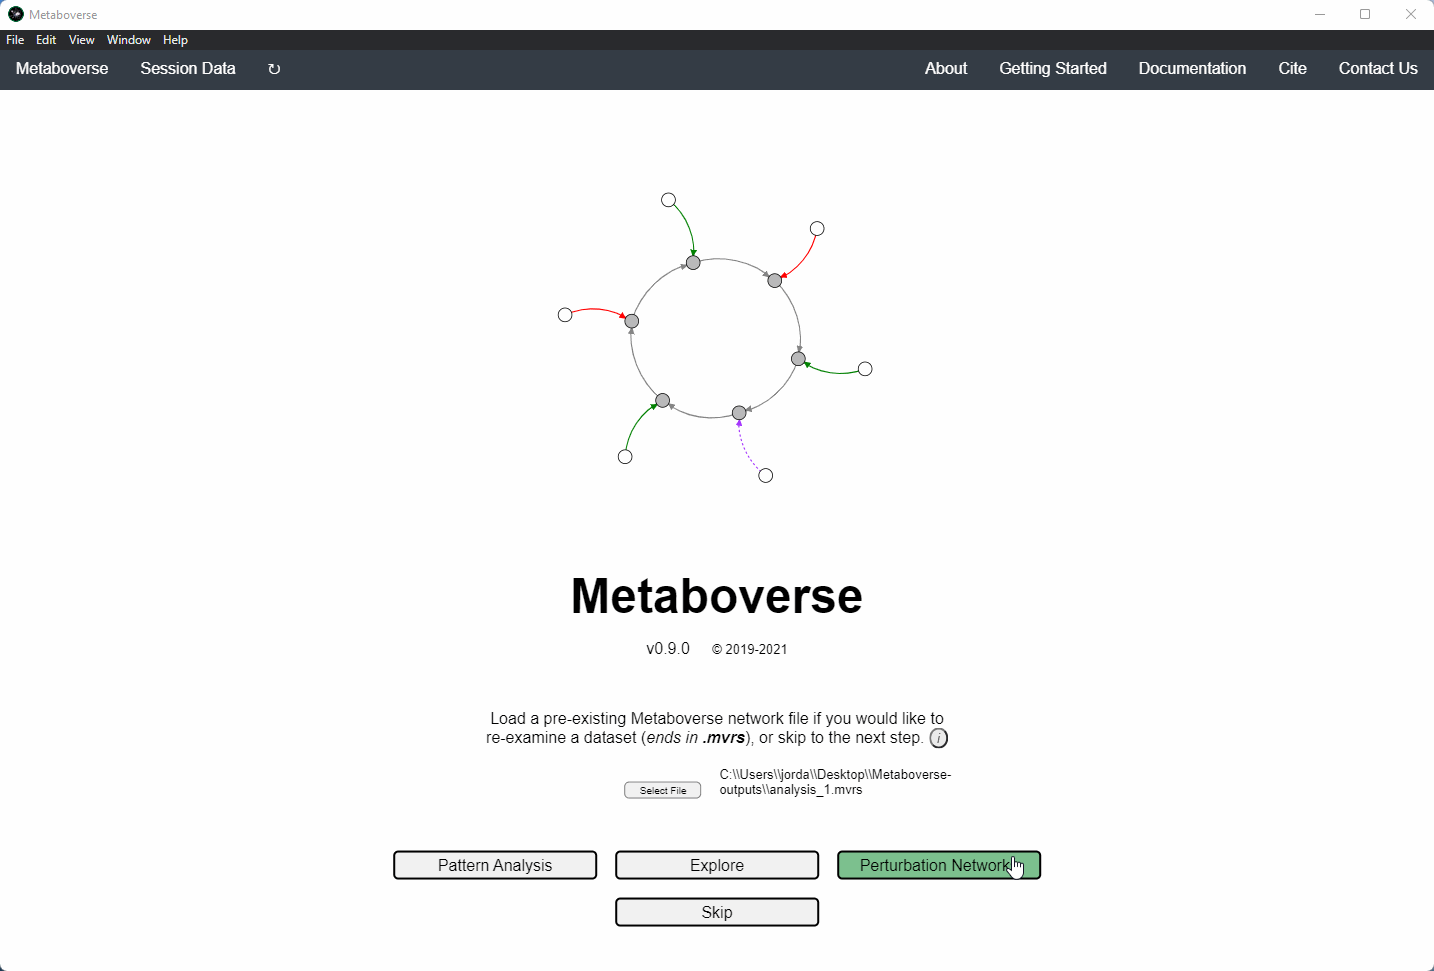 Metaboverse
File Edit View Window Help
Metaboverse Session Data ↻ About Getting Started Documentation Cite Contact Us
Metaboverse
v0.9.0 © 2019-2021
Load a pre-existing Metaboverse network file if you would like to
re-examine a dataset (ends in .mvrs), or skip to the next step. i
Select File
C:\\Users\\jorda\\Desktop\\Metaboverse-
outputs\\analysis_1.mvrs
Pattern Analysis Explore Perturbation Network
Skip